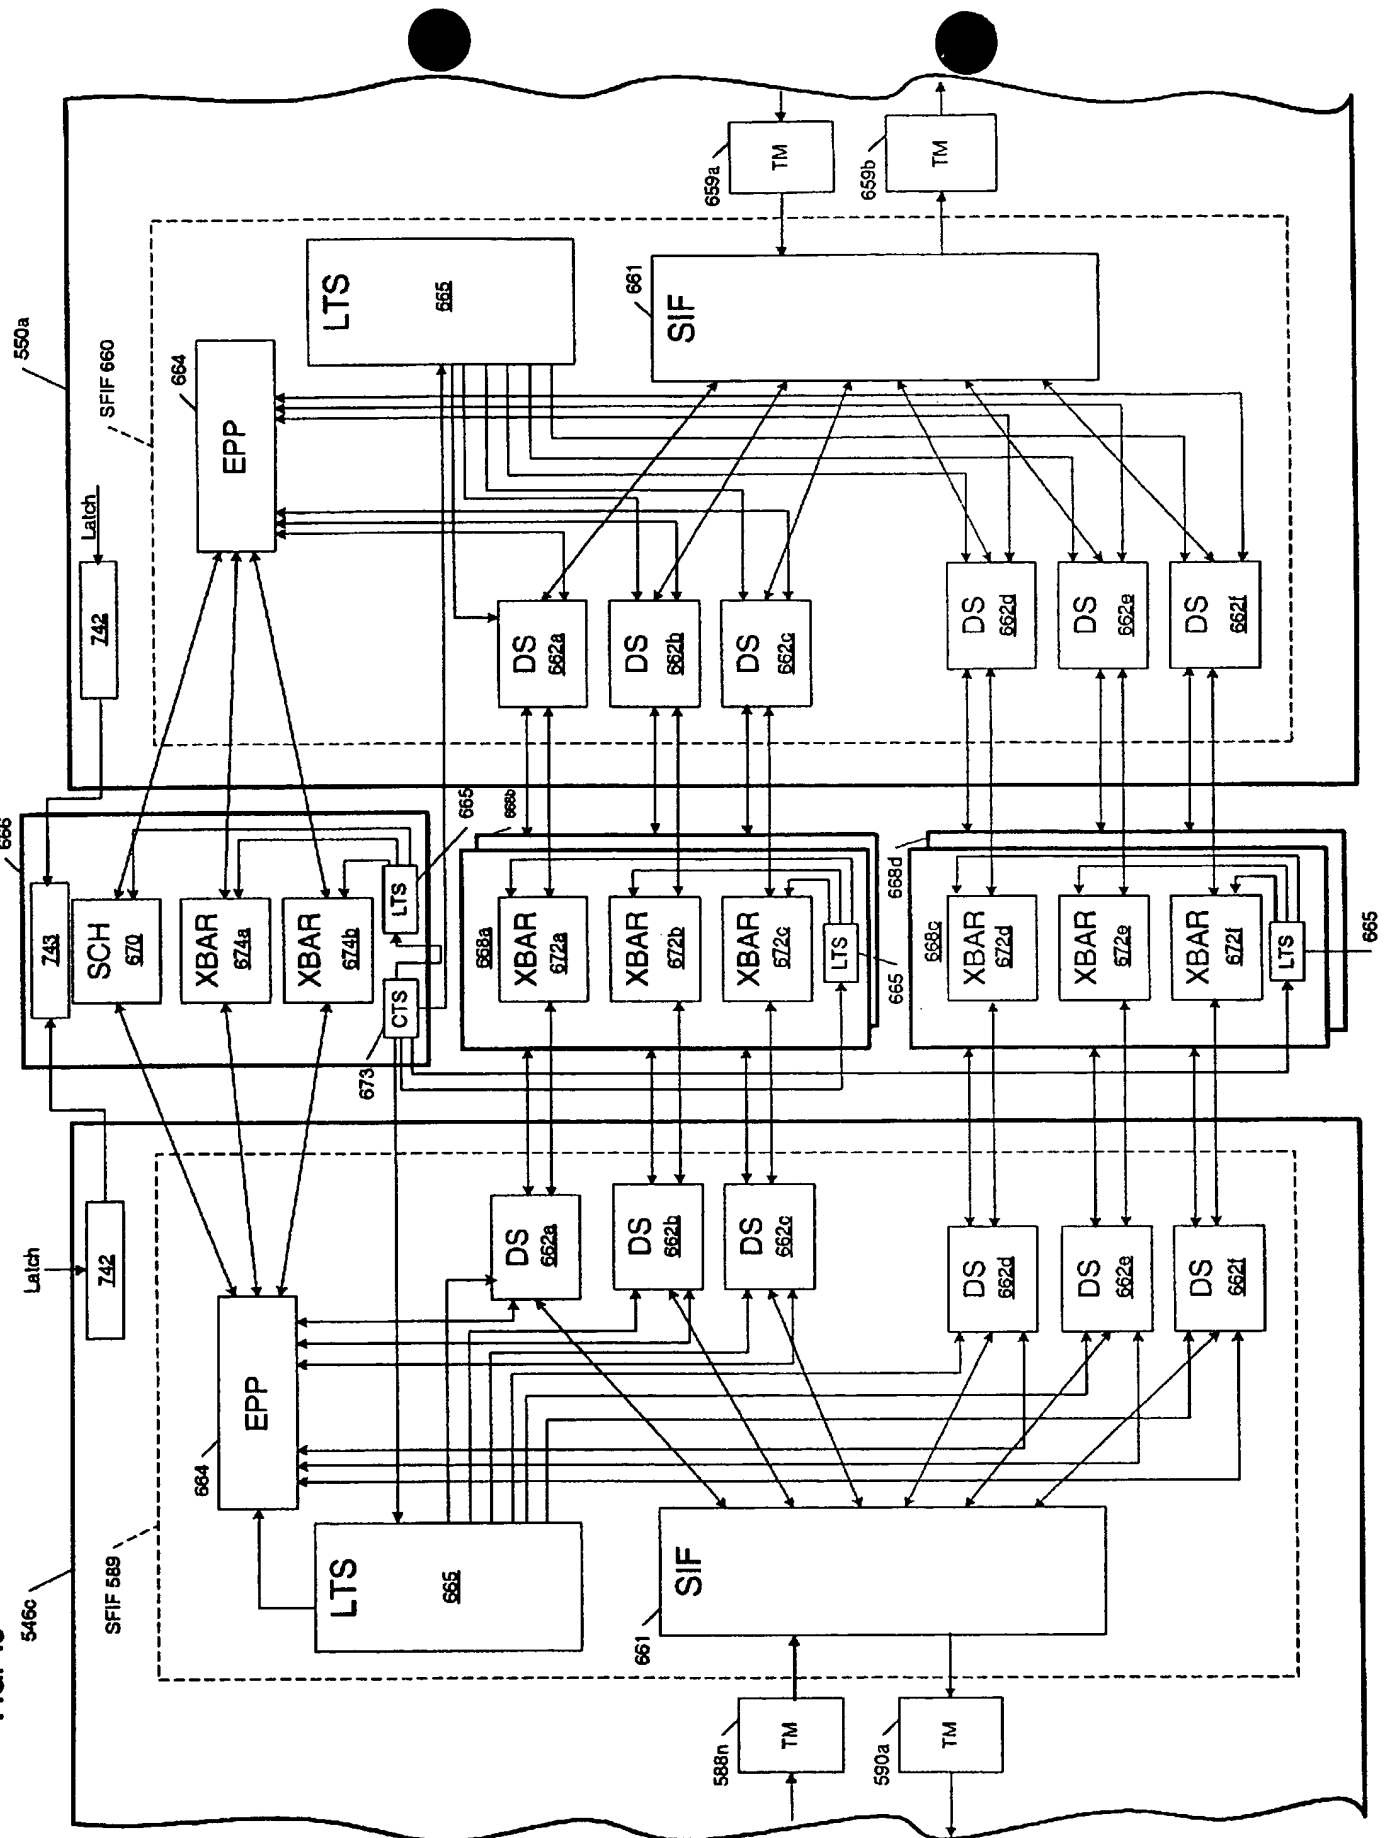 550a
SFIF 660
664
EPP
LTS
665
661
SIF
659a
TM
659b
TM
Latch
742
DS
662a
DS
662b
DS
662c
DS
662d
DS
662e
DS
662f
743
SCH
670
XBAR
674a
XBAR
674b
LTS
665
CTS
673
668b
668a
XBAR
672a
XBAR
672b
XBAR
672c
LTS
665
668d
668c
XBAR
672d
XBAR
672e
XBAR
672f
LTS
665
546c
SFIF 589
Latch
742
664
EPP
LTS
665
DS
662a
DS
662b
DS
662c
DS
662d
DS
662e
DS
662f
661
SIF
588n
TM
590a
TM